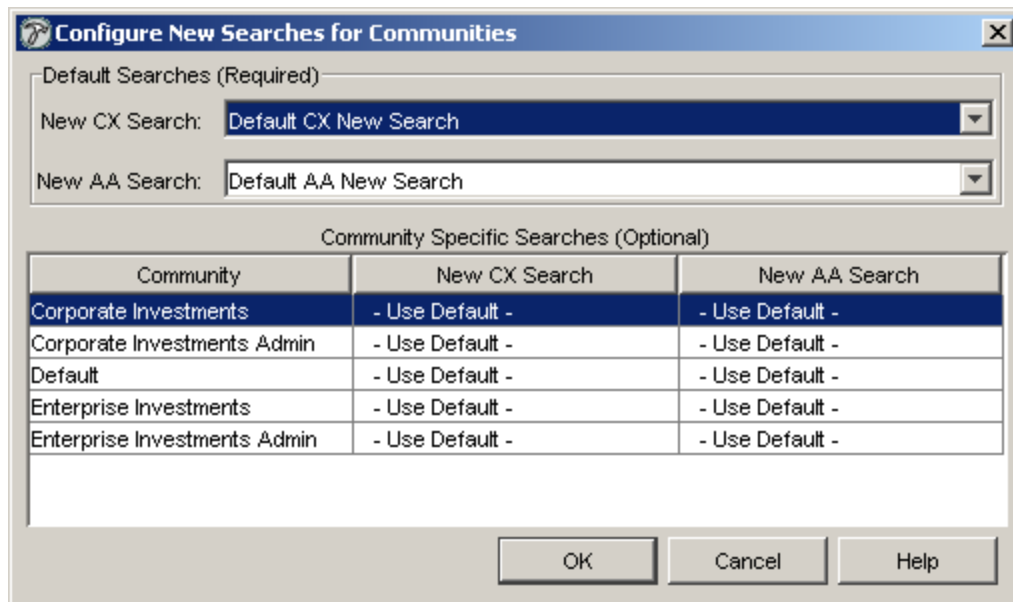 Configure New Searches for Communities
Default Searches (Required)
New CX Search: Default CX New Search
New AA Search: Default AA New Search
Community Specific Searches (Optional)
Community New CX Search New AA Search
Corporate Investments - Use Default - - Use Default -
Corporate Investments Admin - Use Default - - Use Default -
Default - Use Default - - Use Default -
Enterprise Investments - Use Default - - Use Default -
Enterprise Investments Admin - Use Default - - Use Default -
OK Cancel Help